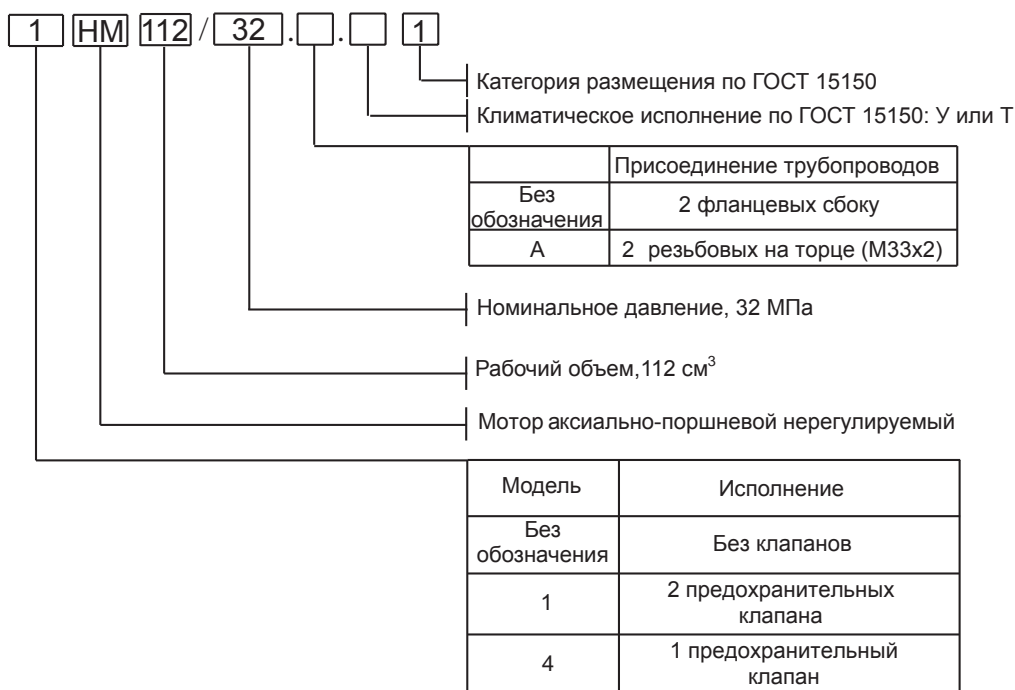 1 НМ 112 / 32 . . 1
Категория размещения по ГОСТ 15150
Климатическое исполнение по ГОСТ 15150: У или Т
Присоединение трубопроводов
Без
обозначения
2 фланцевых сбоку
А
2 резьбовых на торце (М33х2)
Номинальное давление, 32 МПа
Рабочий объем,112 см³
Мотор аксиально-поршневой нерегулируемый
Модель
Исполнение
Без
обозначения
Без клапанов
1
2 предохранительных
клапана
4
1 предохранительный
клапан